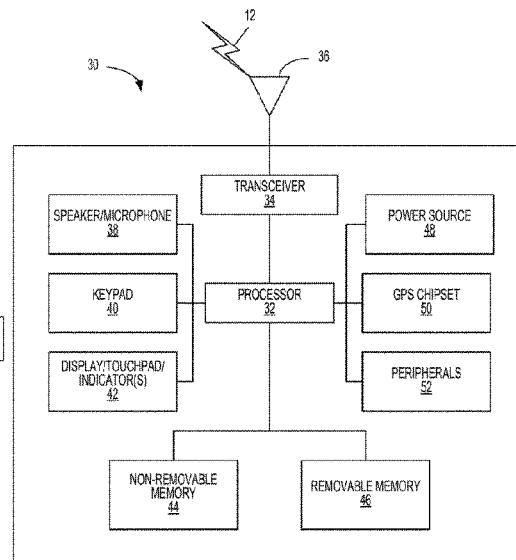 12
36
30
TRANSCEIVER
34
SPEAKER/MICROPHONE
38
POWER SOURCE
48
KEYPAD
40
PROCESSOR
32
GPS CHIPSET
50
DISPLAY/TOUCHPAD/
INDICATOR(S)
42
PERIPHERALS
52
NON-REMOVABLE
MEMORY
44
REMOVABLE MEMORY
46